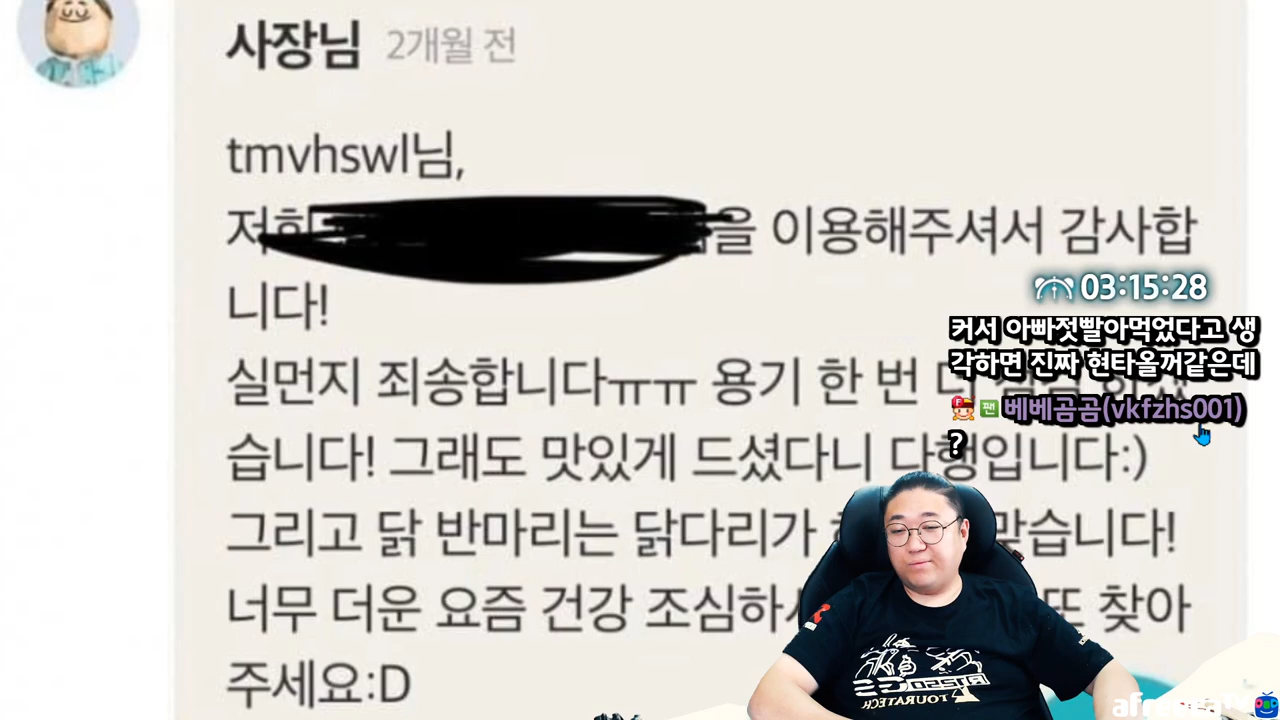 사장님 2개월 전
tmvhswl님,
이용해주셔서 감사합
니다!
실먼지 죄송합니다ㅠㅠ 용기 한 번
습니다! 그래도 맛있게 드셨다니 다행입니다:)
그리고 닭 반마리는 닭다리가 맞습니다!
너무 더운 요즘 건강 또 찾아
주세요:D
03:15:28
커서 아빠젓빨아먹었다고 생
각하면 진짜 현타올꺼같은데
팬 베베곰곰(vkfzhs001)
?
TOURATECH